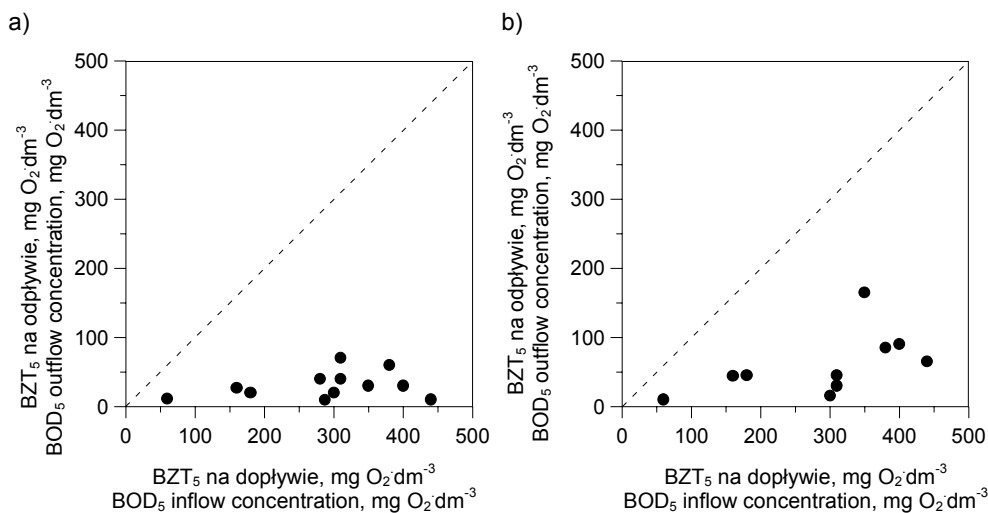 a)
500
400
300
200
100
0
0 100 200 300 400 500
BZT₅ na odpływie, mg O₂·dm⁻³
BOD₅ outflow concentration, mg O₂·dm⁻³
BZT₅ na dopływie, mg O₂·dm⁻³
BOD₅ inflow concentration, mg O₂·dm⁻³
b)
500
400
300
200
100
0
0 100 200 300 400 500
BZT₅ na odpływie, mg O₂·dm⁻³
BOD₅ outflow concentration, mg O₂·dm⁻³
BZT₅ na dopływie, mg O₂·dm⁻³
BOD₅ inflow concentration, mg O₂·dm⁻³